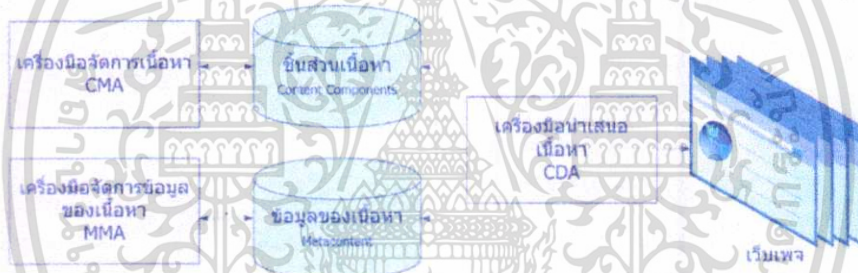 เครื่องมือจัดการเนื้อหา
CMA
ชิ้นส่วนเนื้อหา
Content Components
เครื่องมือนำเสนอ
เนื้อหา
CDA
เครื่องมือจัดการข้อมูล
ของเนื้อหา
MMA
ข้อมูลของเนื้อหา
Metacontent
เว็บเพจ